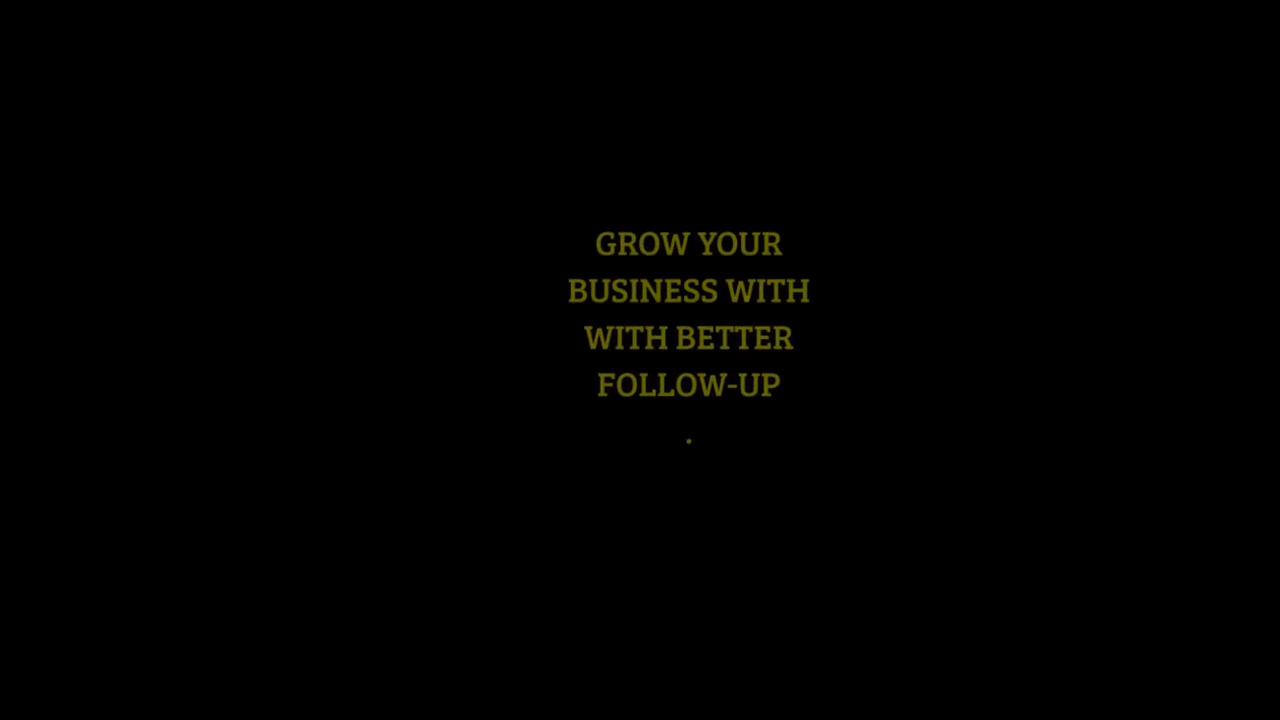 GROW YOUR
BUSINESS WITH
WITH BETTER
FOLLOW-UP
.